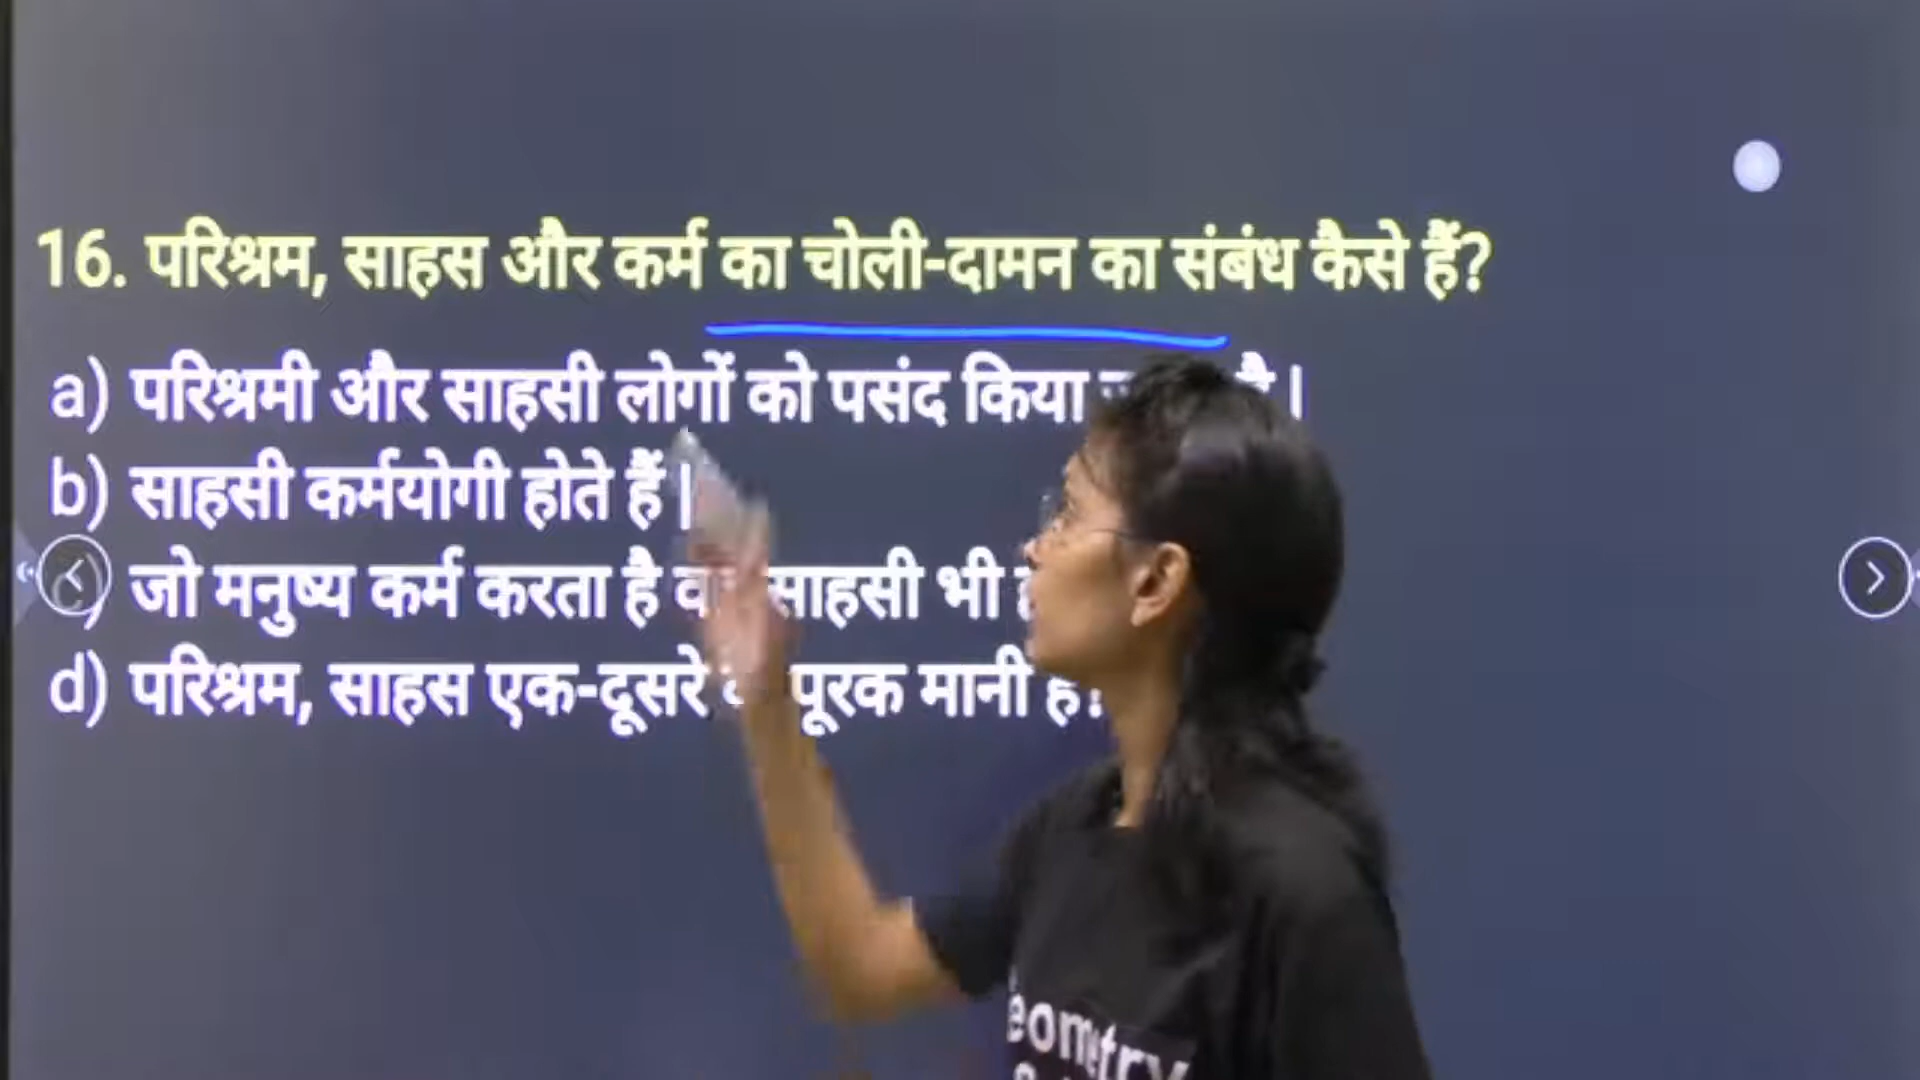 16. परिश्रम, साहस और कर्म का चोली-दामन का संबंध कैसे हैं?
a) परिश्रमी और साहसी लोगों को पसंद किया है।
b) साहसी कर्मयोगी होते हैं|
c) जो मनुष्य कर्म करता है साहसी भी
d) परिश्रम, साहस एक-दूसरे पूरक मानी